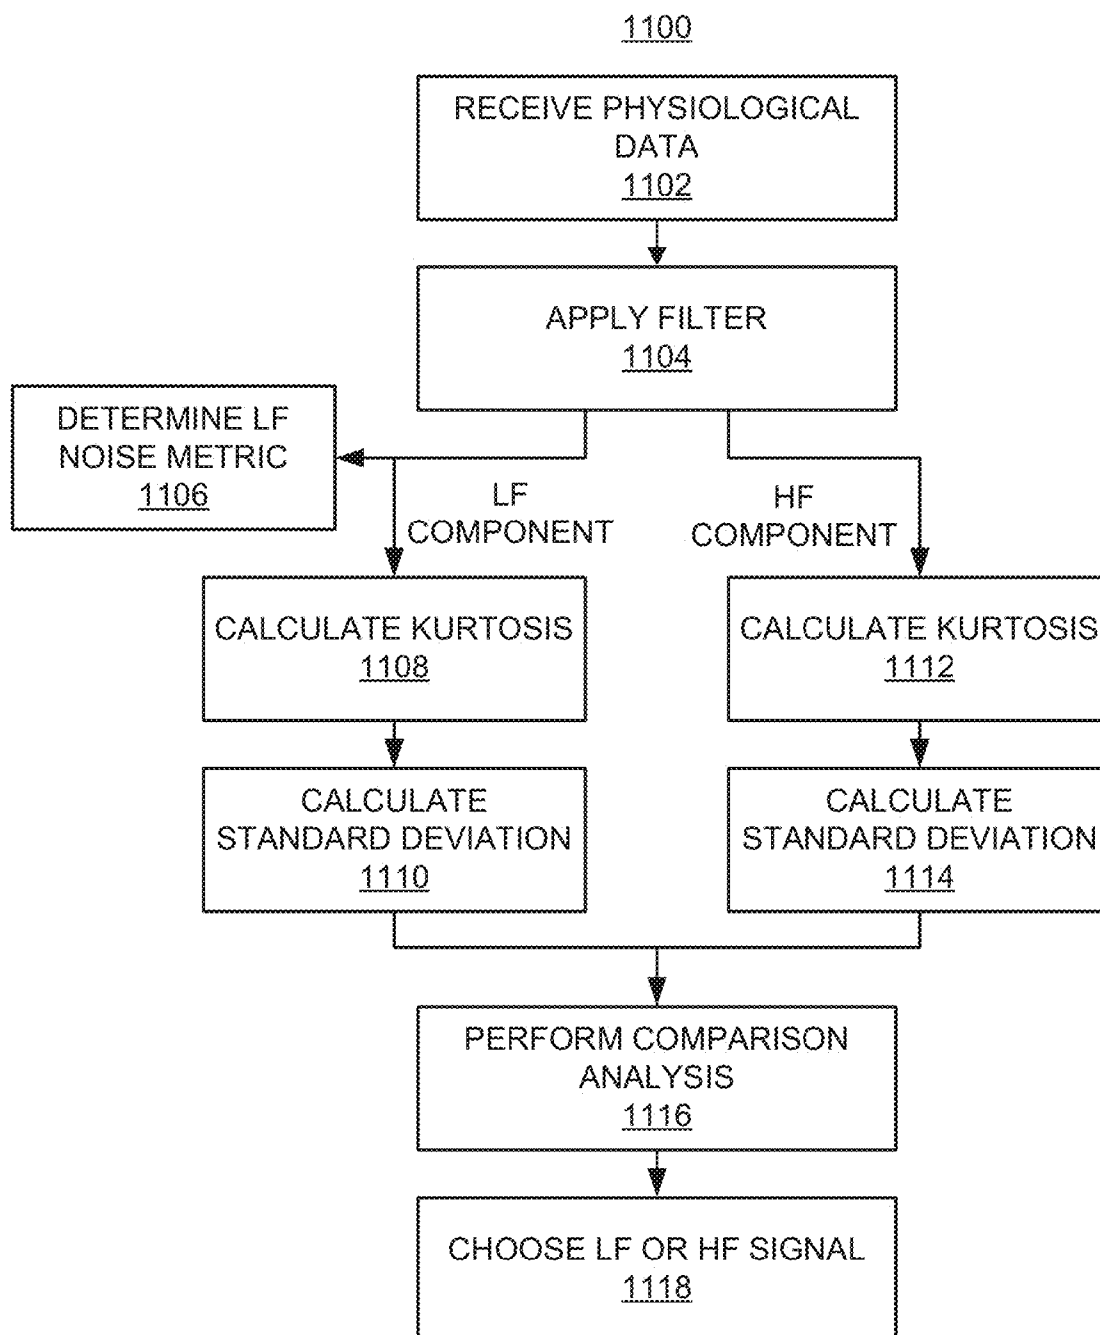 1100
RECEIVE PHYSIOLOGICAL
DATA
1102
APPLY FILTER
1104
DETERMINE LF
NOISE METRIC
1106
LF
COMPONENT
HF
COMPONENT
CALCULATE KURTOSIS
1108
CALCULATE KURTOSIS
1112
CALCULATE
STANDARD DEVIATION
1110
CALCULATE
STANDARD DEVIATION
1114
PERFORM COMPARISON
ANALYSIS
1116
CHOOSE LF OR HF SIGNAL
1118